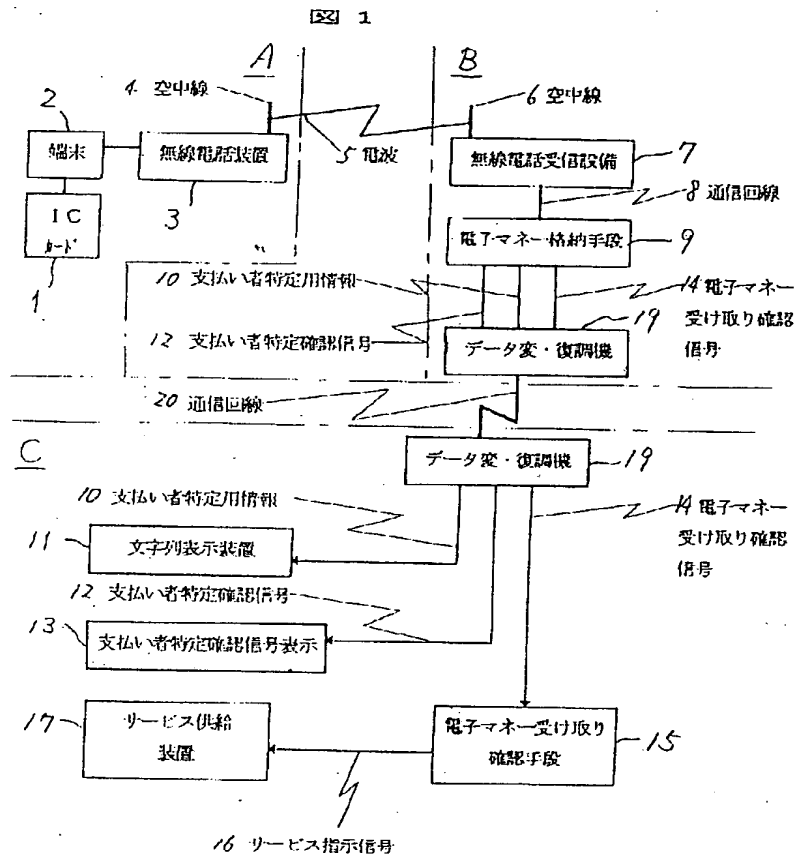 図 1
A
B
4 空中線
6 空中線
2
端末
無線電話装置
5 電波
無線電話受信設備
7
3
8 通信回線
IC
カード
1
電子マネー格納手段
9
10 支払い者特定用情報
14 電子マネー
受け取り確認
信号
19
12 支払い者特定確認信号
データ変・復調機
20 通信回線
C
データ変・復調機
19
10 支払い者特定用情報
14 電子マネー
受け取り確認
信号
11
文字列表示装置
12 支払い者特定確認信号
13
支払い者特定確認信号表示
17
サービス供給
装置
電子マネー受け取り
確認手段
15
16 サービス指示信号